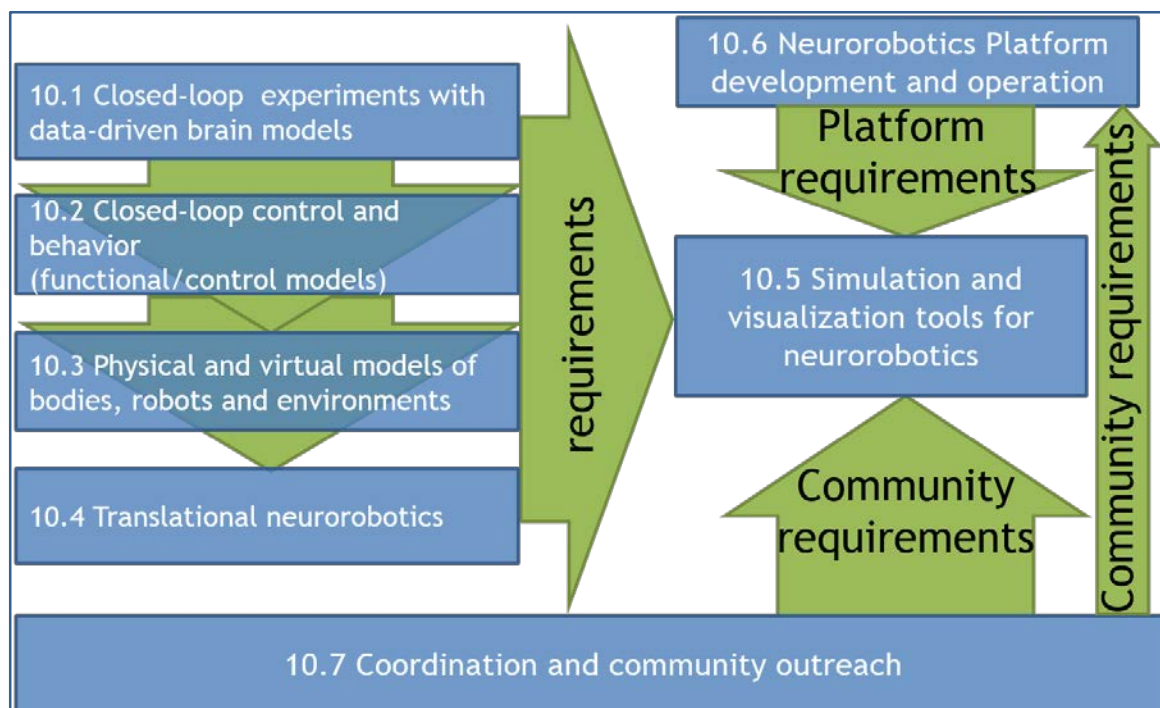 10.1 Closed-loop experiments with
data-driven brain models
10.2 Closed-loop control and
behavior
(functional/control models)
10.3 Physical and virtual models of
bodies, robots and environments
10.4 Translational neurorobotics
requirements
10.6 Neurorobotics Platform
development and operation
Platform
requirements
10.5 Simulation and
visualization tools for
neurorobotics
Community
requirements
Community requirements
10.7 Coordination and community outreach